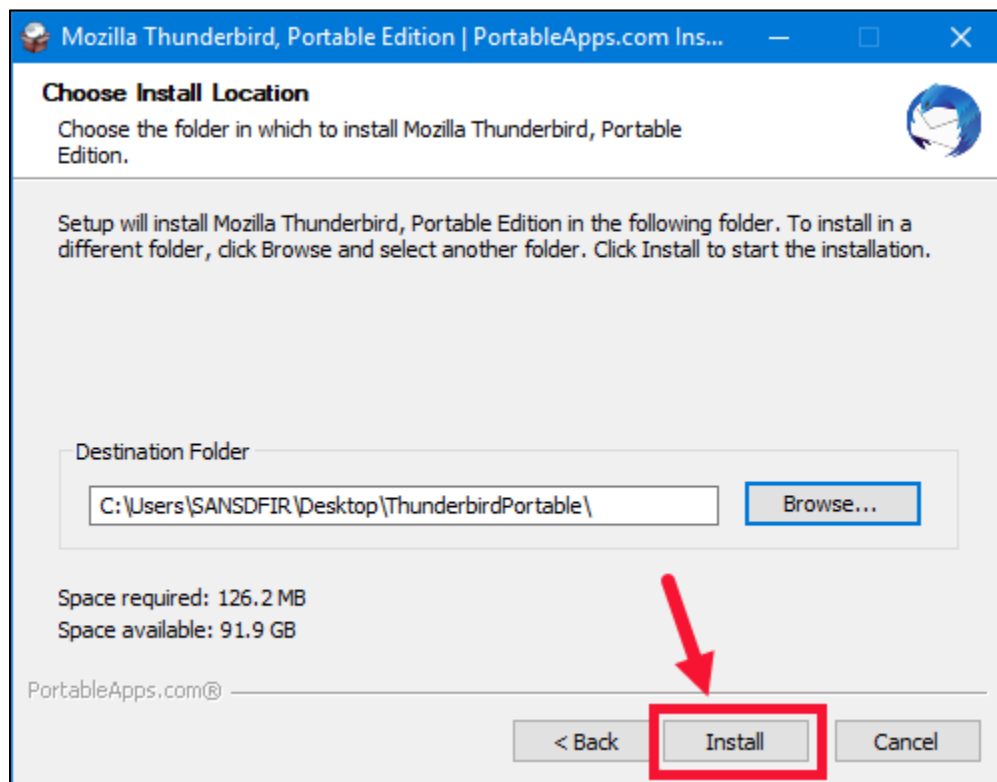 Mozilla Thunderbird, Portable Edition | PortableApps.com Ins...
Choose Install Location
Choose the folder in which to install Mozilla Thunderbird, Portable
Edition.
Setup will install Mozilla Thunderbird, Portable Edition in the following folder. To install in a
different folder, click Browse and select another folder. Click Install to start the installation.
Destination Folder
C:\Users\SANSDFIR\Desktop\ThunderbirdPortable\
Browse...
Space required: 126.2 MB
Space available: 91.9 GB
PortableApps.com®
< Back
Install
Cancel